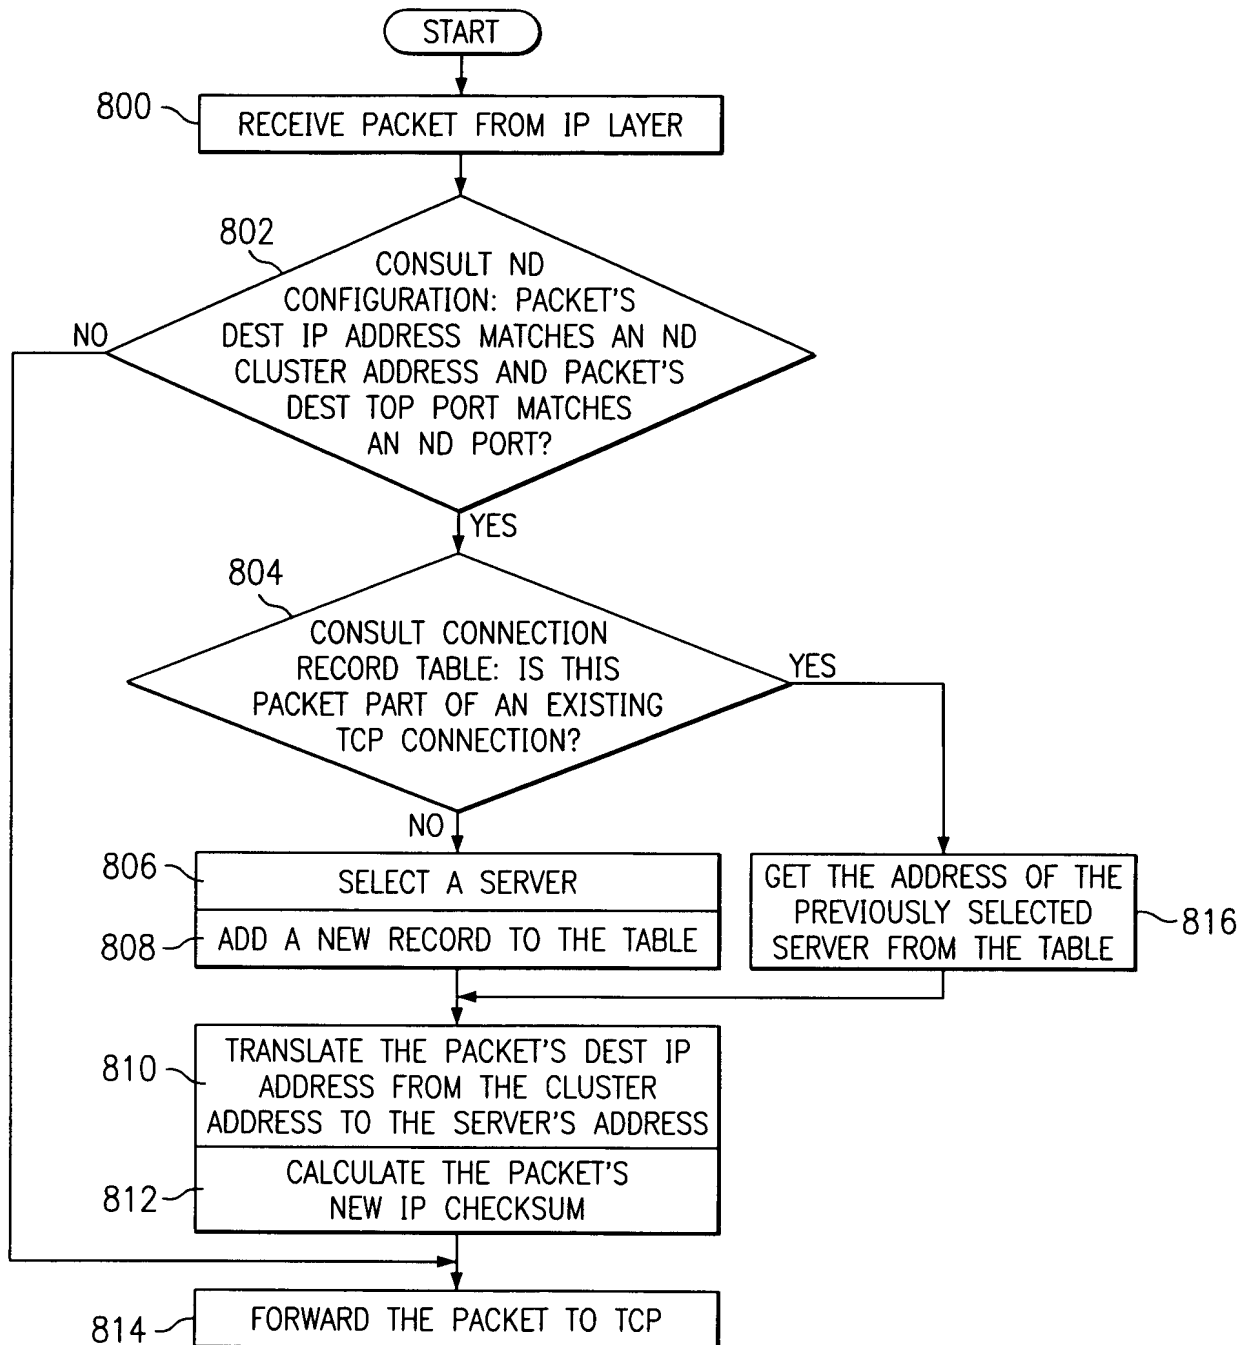 START
800
RECEIVE PACKET FROM IP LAYER
802
CONSULT ND
CONFIGURATION: PACKET'S
DEST IP ADDRESS MATCHES AN ND
CLUSTER ADDRESS AND PACKET'S
DEST TOP PORT MATCHES
AN ND PORT?
NO
YES
804
CONSULT CONNECTION
RECORD TABLE: IS THIS
PACKET PART OF AN EXISTING
TCP CONNECTION?
YES
NO
806
SELECT A SERVER
808
ADD A NEW RECORD TO THE TABLE
GET THE ADDRESS OF THE
PREVIOUSLY SELECTED
SERVER FROM THE TABLE
816
810
TRANSLATE THE PACKET'S DEST IP
ADDRESS FROM THE CLUSTER
ADDRESS TO THE SERVER'S ADDRESS
812
CALCULATE THE PACKET'S
NEW IP CHECKSUM
814
FORWARD THE PACKET TO TCP